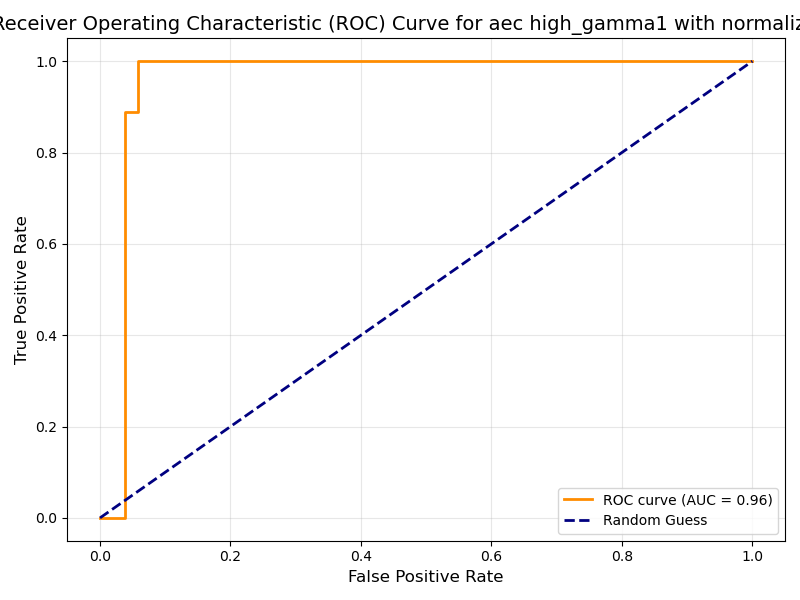 Receiver Operating Characteristic (ROC) Curve for aec high_gamma1 with
1.0
0.8
0.6
0.4
0.2
0.0
True Positive Rate
ROC curve (AUC = 0.96)
Random Guess
0.0 0.2 0.4 0.6 0.8 1.0
False Positive Rate